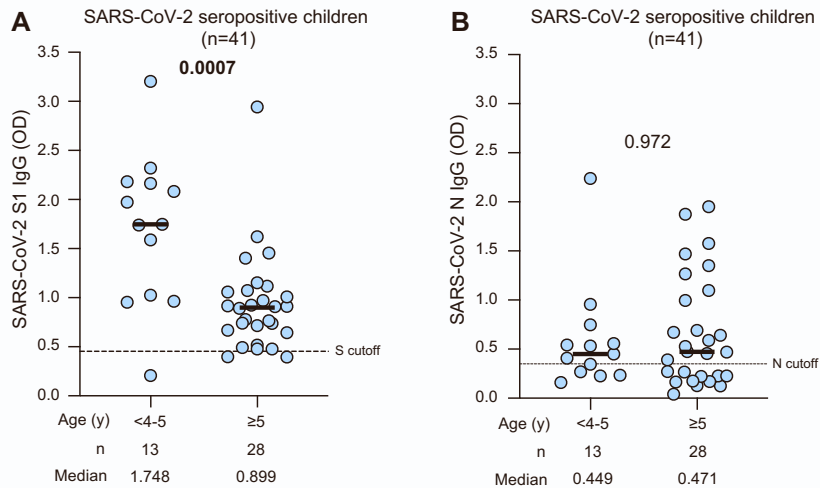 A
SARS-CoV-2 seropositive children
(n=41)
0.0007
SARS-CoV-2 S1 IgG (OD)
3.5
3.0
2.5
2.0
1.5
1.0
0.5
0.0
S cutoff
Age (y) <4-5 ≥5
n 13 28
Median 1.748 0.899
B
SARS-CoV-2 seropositive children
(n=41)
0.972
SARS-CoV-2 N IgG (OD)
3.5
3.0
2.5
2.0
1.5
1.0
0.5
0.0
N cutoff
Age (y) <4-5 ≥5
n 13 28
Median 0.449 0.471